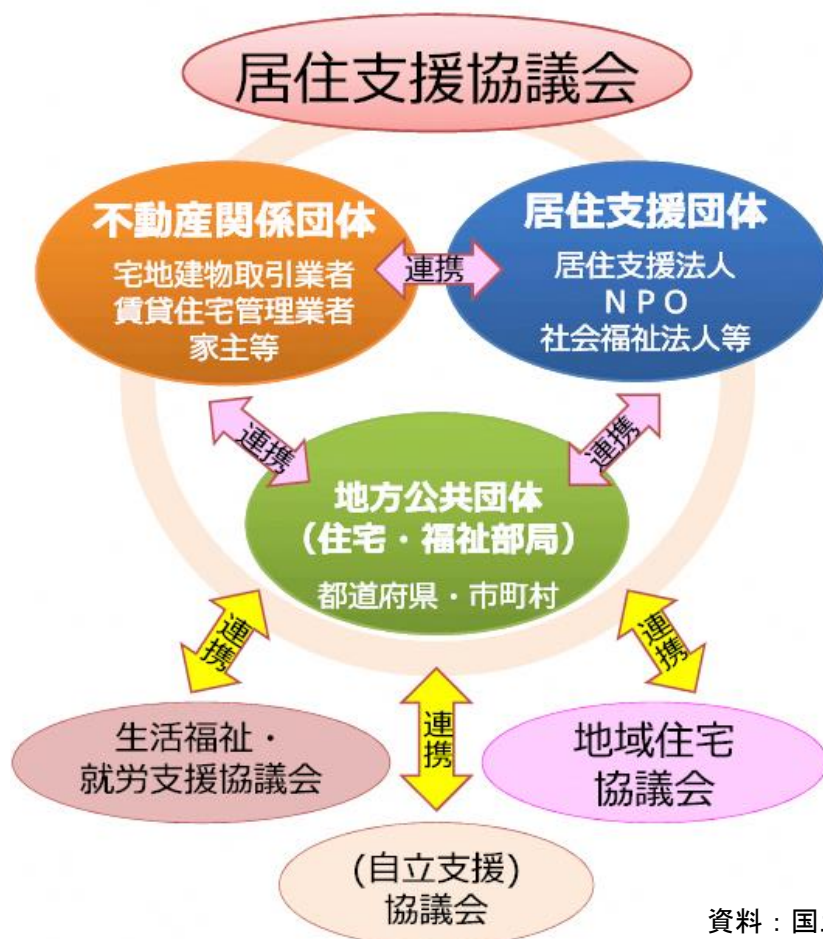 居住支援協議会
不動産関係団体
宅地建物取引業者
賃貸住宅管理業者
家主等
連携
居住支援団体
居住支援法人
ＮＰＯ
社会福祉法人等
連携
連携
地方公共団体
（住宅・福祉部局）
都道府県・市町村
連携
連携
連携
生活福祉・
就労支援協議会
地域住宅
協議会
(自立支援)
協議会
資料：国